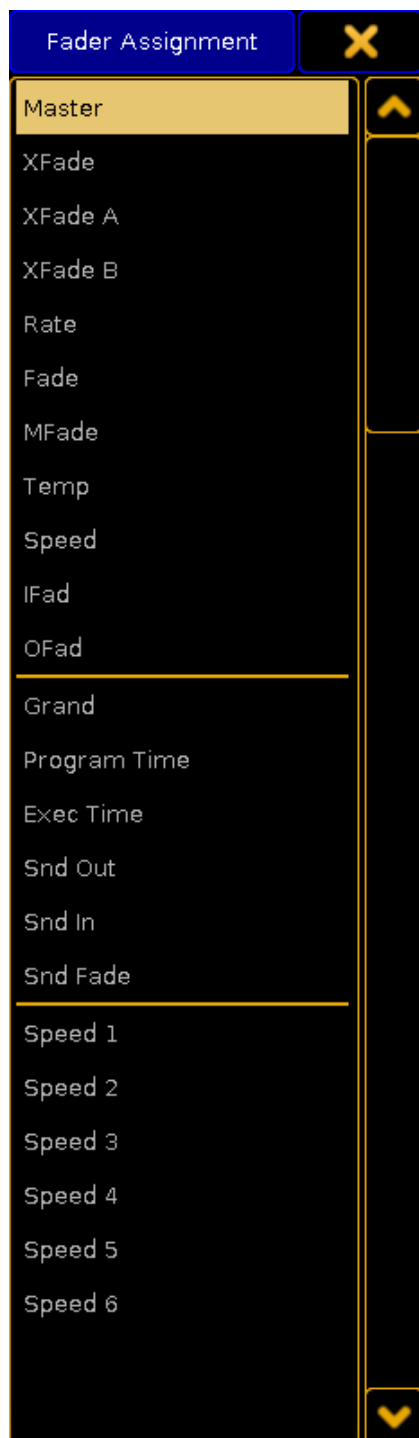 Fader Assignment
Master
XFade
XFade A
XFade B
Rate
Fade
MFade
Temp
Speed
IFad
OFad
Grand
Program Time
Exec Time
Snd Out
Snd In
Snd Fade
Speed 1
Speed 2
Speed 3
Speed 4
Speed 5
Speed 6